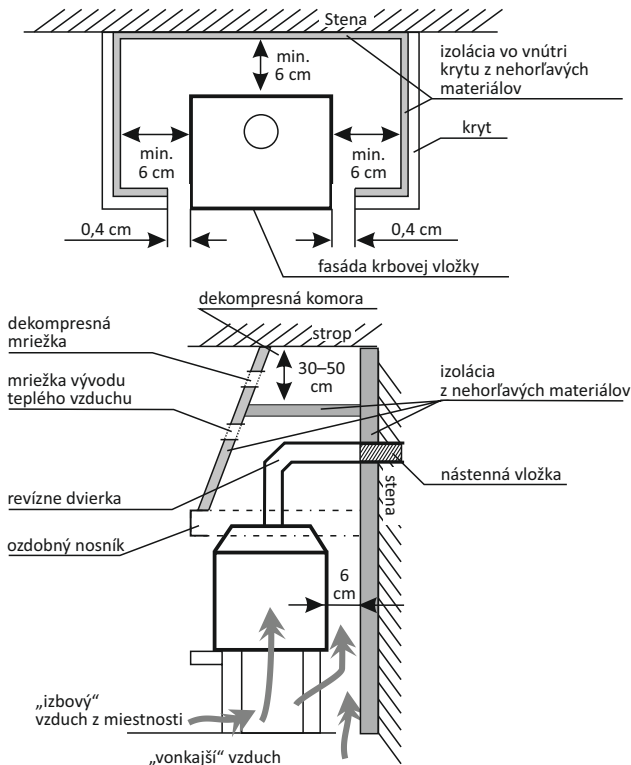 Stena
min.
6 cm
izolácia vo vnútri
krytu z nehorľavých
materiálov
kryt
min.
6 cm
min.
6 cm
0,4 cm
0,4 cm
fasáda krbovej vložky
dekompresná komora
dekompresná
mriežka
strop
30–50
cm
mriežka vývodu
teplého vzduchu
izolácia
z nehorľavých materiálov
revízne dvierka
nástenná vložka
stena
ozdobný nosník
6
cm
„izbový“
vzduch z miestnosti
„vonkajší“ vzduch